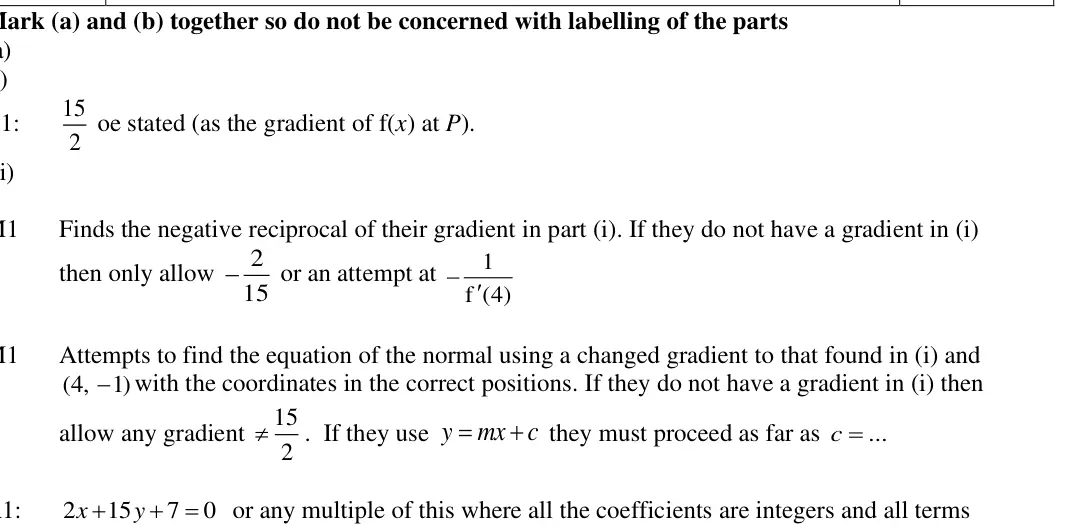 Mark (a) and (b) together so do not be concerned with labelling of the parts
a)
)
1: 15/2 oe stated (as the gradient of f(x) at P).
i)
M1 Finds the negative reciprocal of their gradient in part (i). If they do not have a gradient in (i)
then only allow −2/15 or an attempt at −1/f′(4)
M1 Attempts to find the equation of the normal using a changed gradient to that found in (i) and
(4, −1) with the coordinates in the correct positions. If they do not have a gradient in (i) then
allow any gradient ≠ 15/2. If they use y = mx + c they must proceed as far as c = ...
1: 2x+15y+7=0 or any multiple of this where all the coefficients are integers and all terms